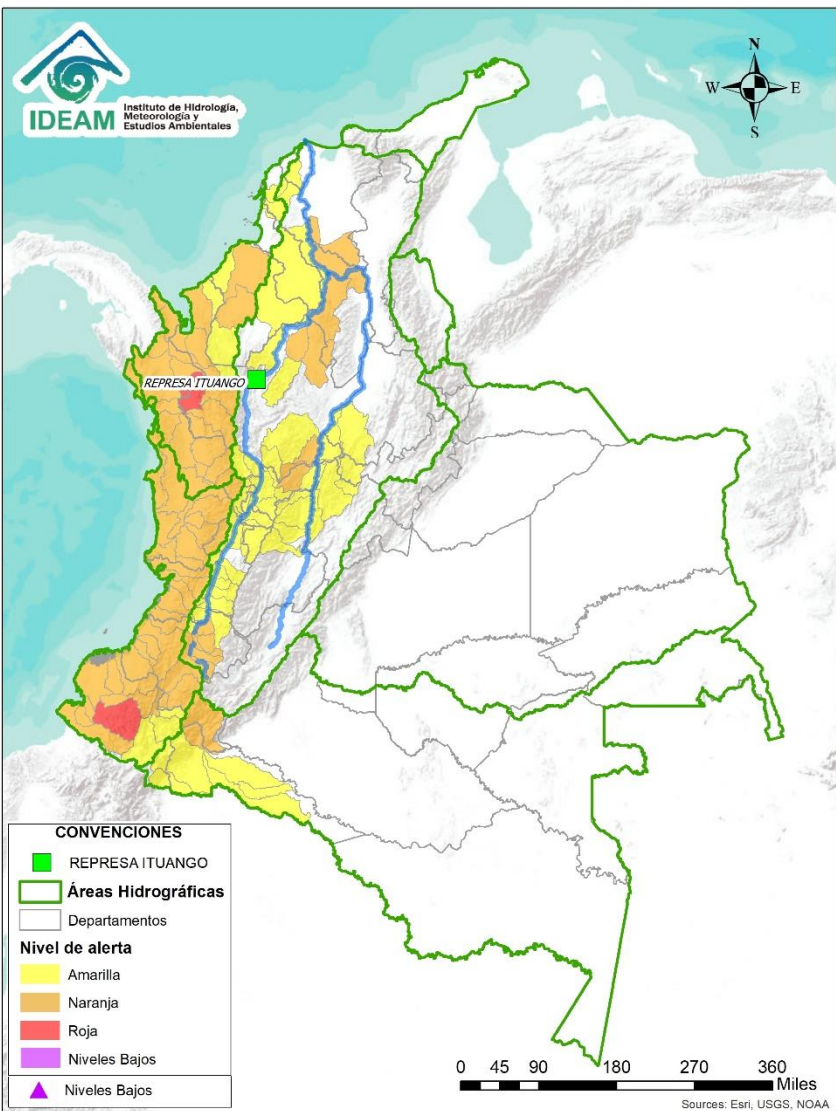 IDEAM
Instituto de Hidrología,
Meteorología y
Estudios Ambientales
N
W
E
S
REPRESA ITUANGO
CONVENCIONES
REPRESA ITUANGO
Áreas Hidrográficas
Departamentos
Nivel de alerta
Amarilla
Naranja
Roja
Niveles Bajos
Niveles Bajos
0 45 90 180 270 360
Miles
Sources: Esri, USGS, NOAA